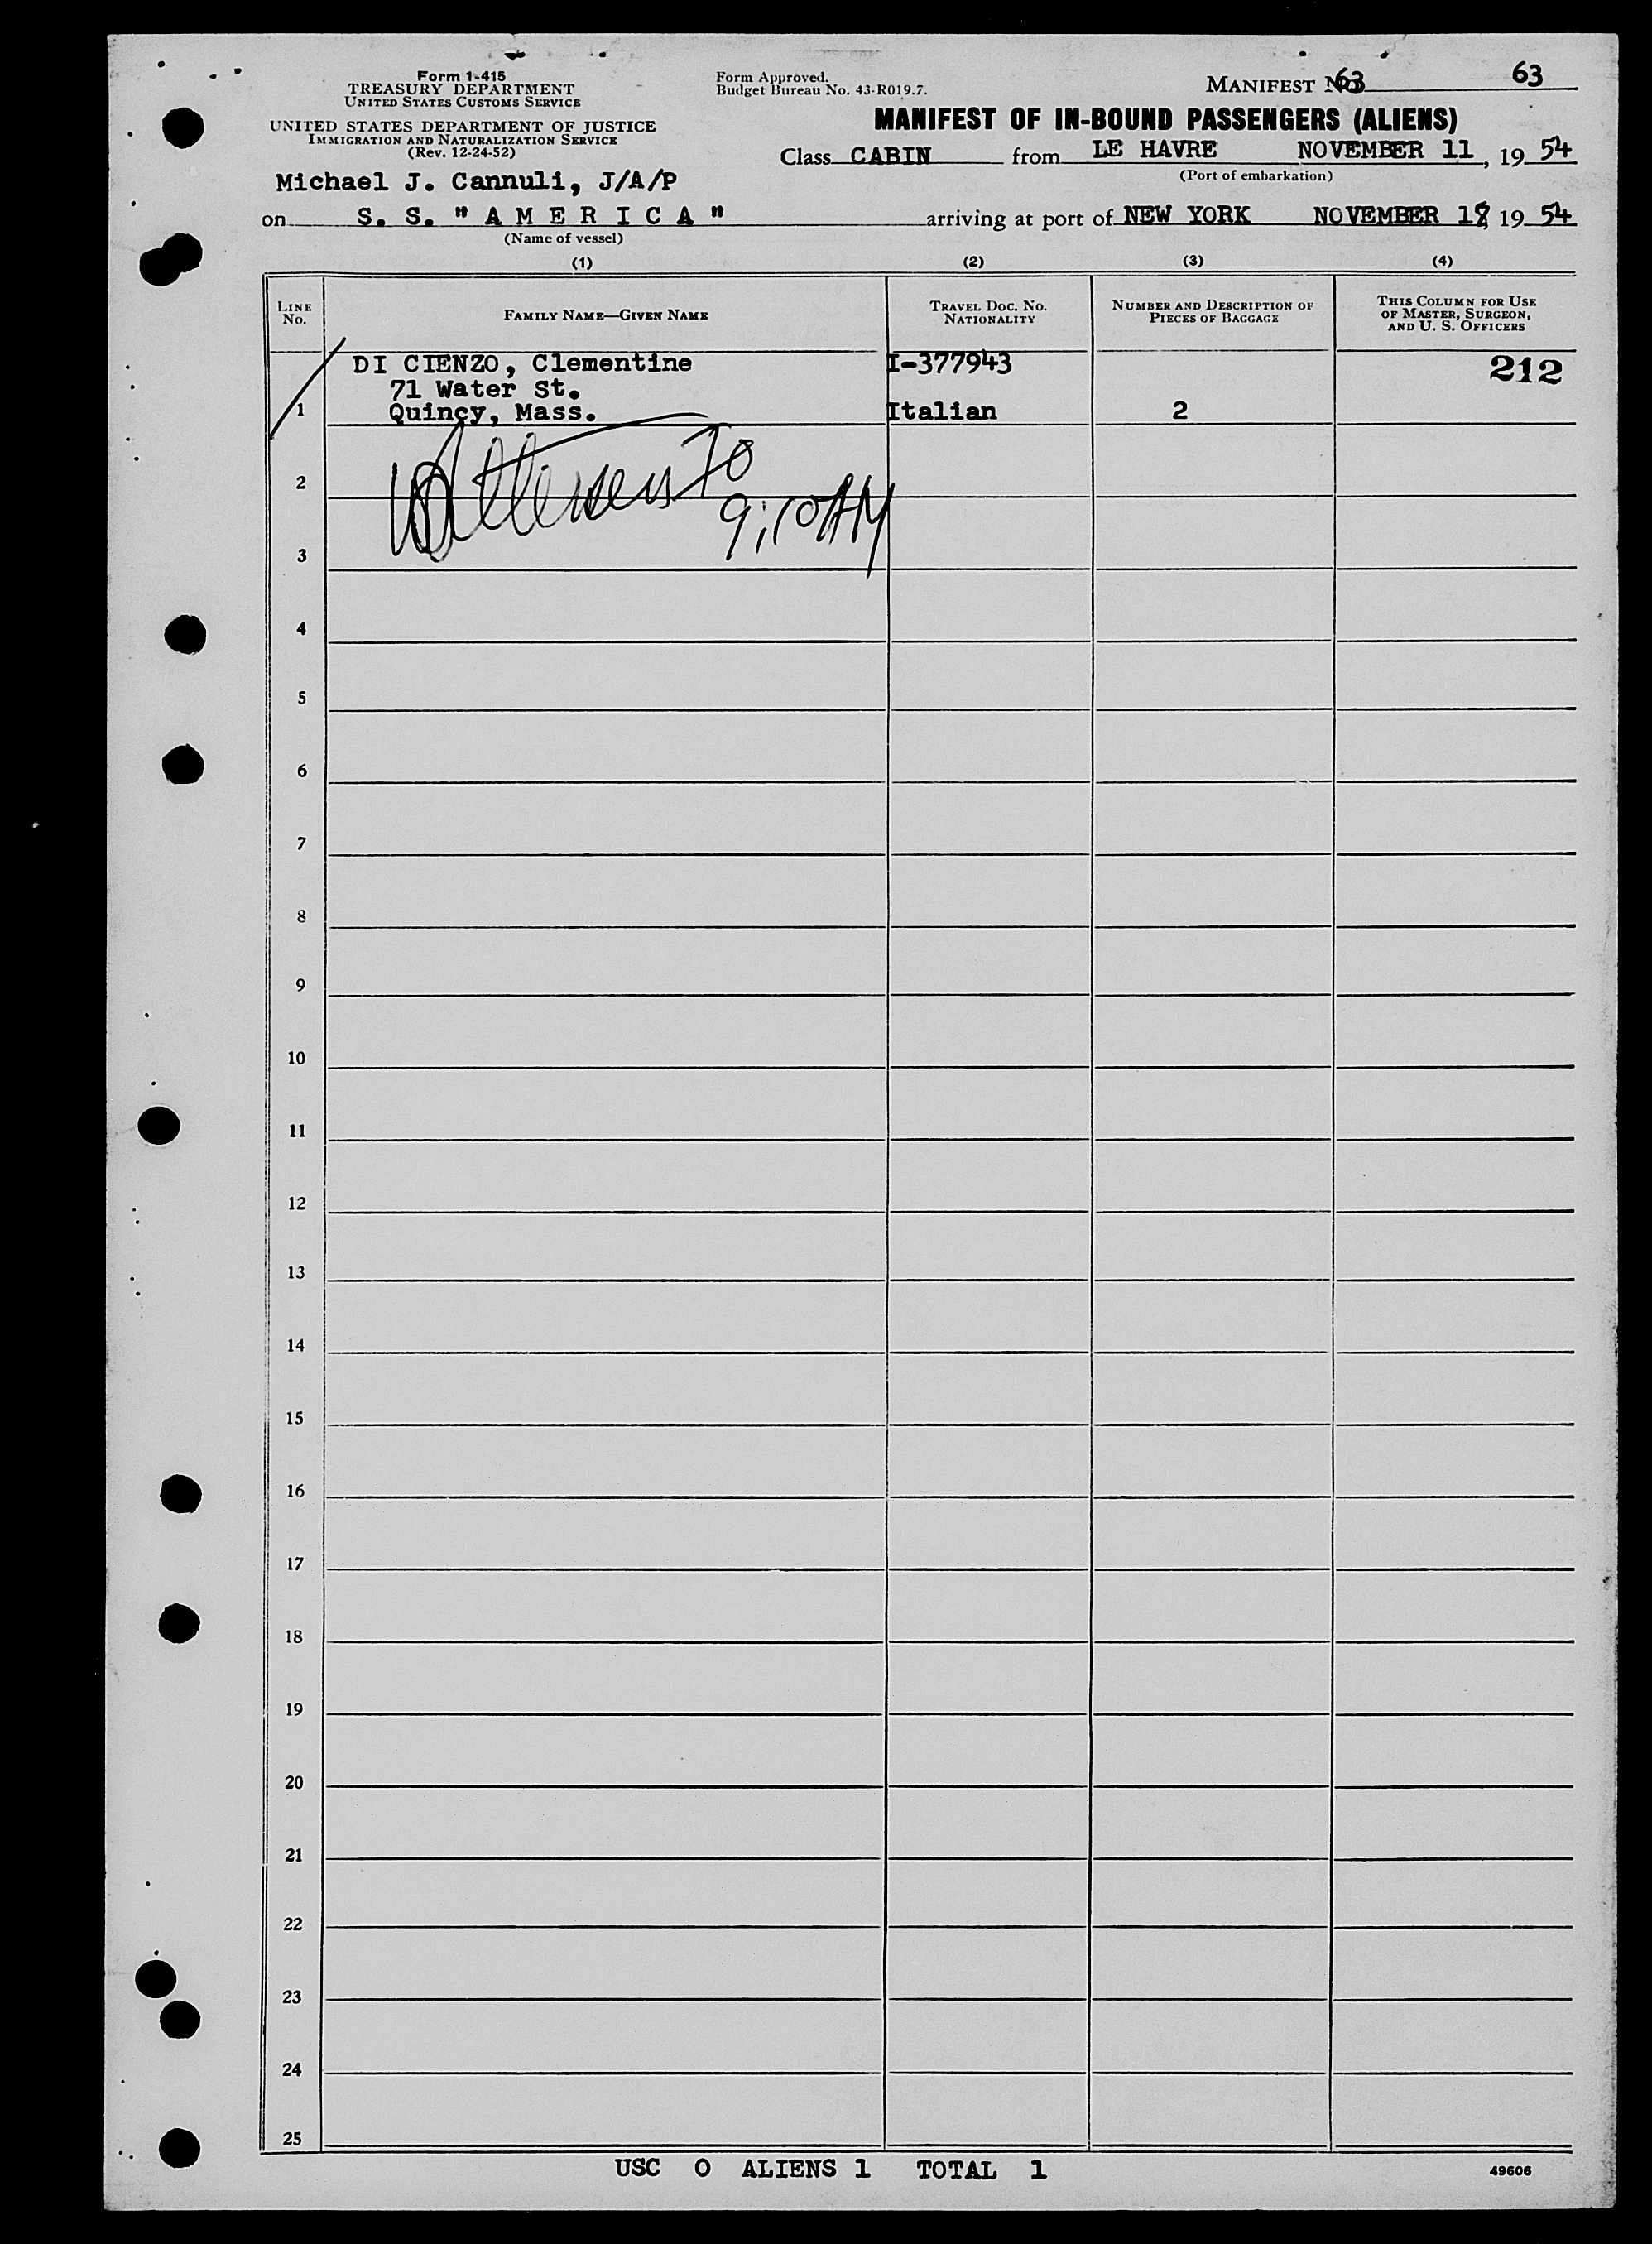 Form 1-415
TREASURY DEPARTMENT
UNITED STATES CUSTOMS SERVICE
UNITED STATES DEPARTMENT OF JUSTICE
IMMIGRATION AND NATURALIZATION SERVICE
(Rev. 12-24-52)
Form Approved.
Budget Bureau No. 43-R019.7.
MANIFEST No. 63 63
MANIFEST OF IN-BOUND PASSENGERS (ALIENS)
Class CABIN from LE HAVRE NOVEMBER 11, 19 54
(Port of embarkation)
Michael J. Cannuli, J/A/P
on S. S. " A M E R I C A " arriving at port of NEW YORK NOVEMBER 18, 19 54
(Name of vessel)
(1) (2) (3) (4)
LINE No. FAMILY NAME—GIVEN NAME TRAVEL DOC. NO. NATIONALITY NUMBER AND DESCRIPTION OF PIECES OF BAGGAGE THIS COLUMN FOR USE OF MASTER, SURGEON, AND U. S. OFFICERS
DI CIENZO, Clementine I-377943 212
71 Water St.
1 Quincy, Mass. Italian 2
2
9:10 AM
3
4
5
6
7
8
9
10
11
12
13
14
15
16
17
18
19
20
21
22
23
24
25
USC 0 ALIENS 1 TOTAL 1
49606